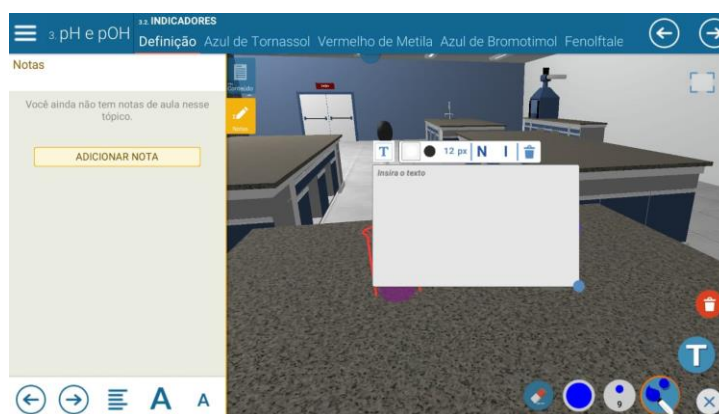 3. pH e pOH
3.2. INDICADORES
Definição Azul de Tornassol Vermelho de Metila Azul de Bromotimol Fenolftale
Notas
Você ainda não tem notas de aula nesse
tópico.
ADICIONAR NOTA
Conteúdo
Notas
T 12 px N I
Insira o texto
T
9
A A